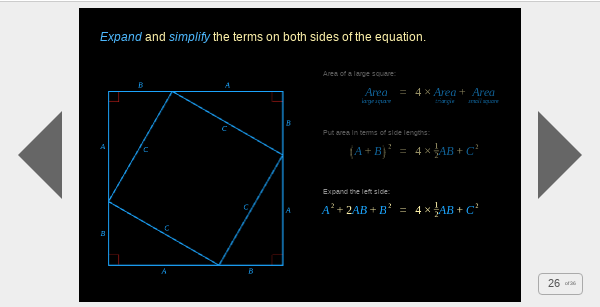 Expand and simplify the terms on both sides of the equation.
Area of a large square:
Area large square = 4 × Area triangle + Area small square
Put area in terms of side lengths:
(A + B)² = 4 × ½AB + C²
Expand the left side:
A² + 2AB + B² = 4 × ½AB + C²
B A
B
A C C
C A
B C
A B
26 of 36